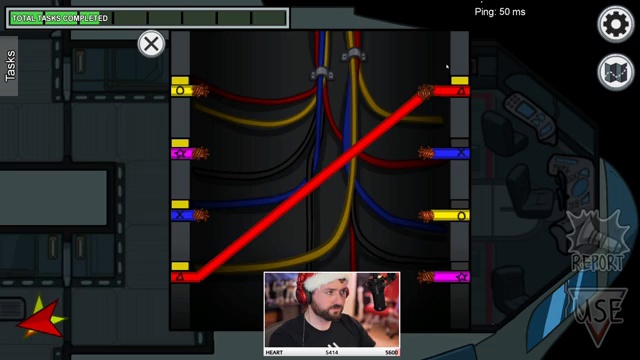 TOTAL TASKS COMPLETED
Ping: 50 ms
Tasks
REPORT
USE
HEART 5414 5600